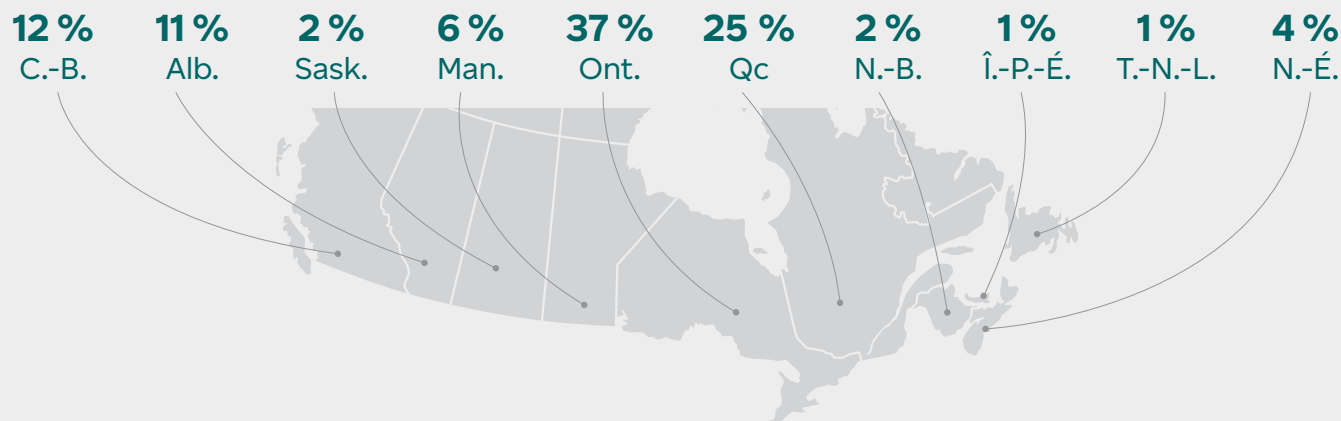 12 % 11 % 2 % 6 % 37 % 25 % 2 % 1 % 1 % 4 %
C.-B. Alb. Sask. Man. Ont. Qc N.-B. Î.-P.-É. T.-N.-L. N.-É.